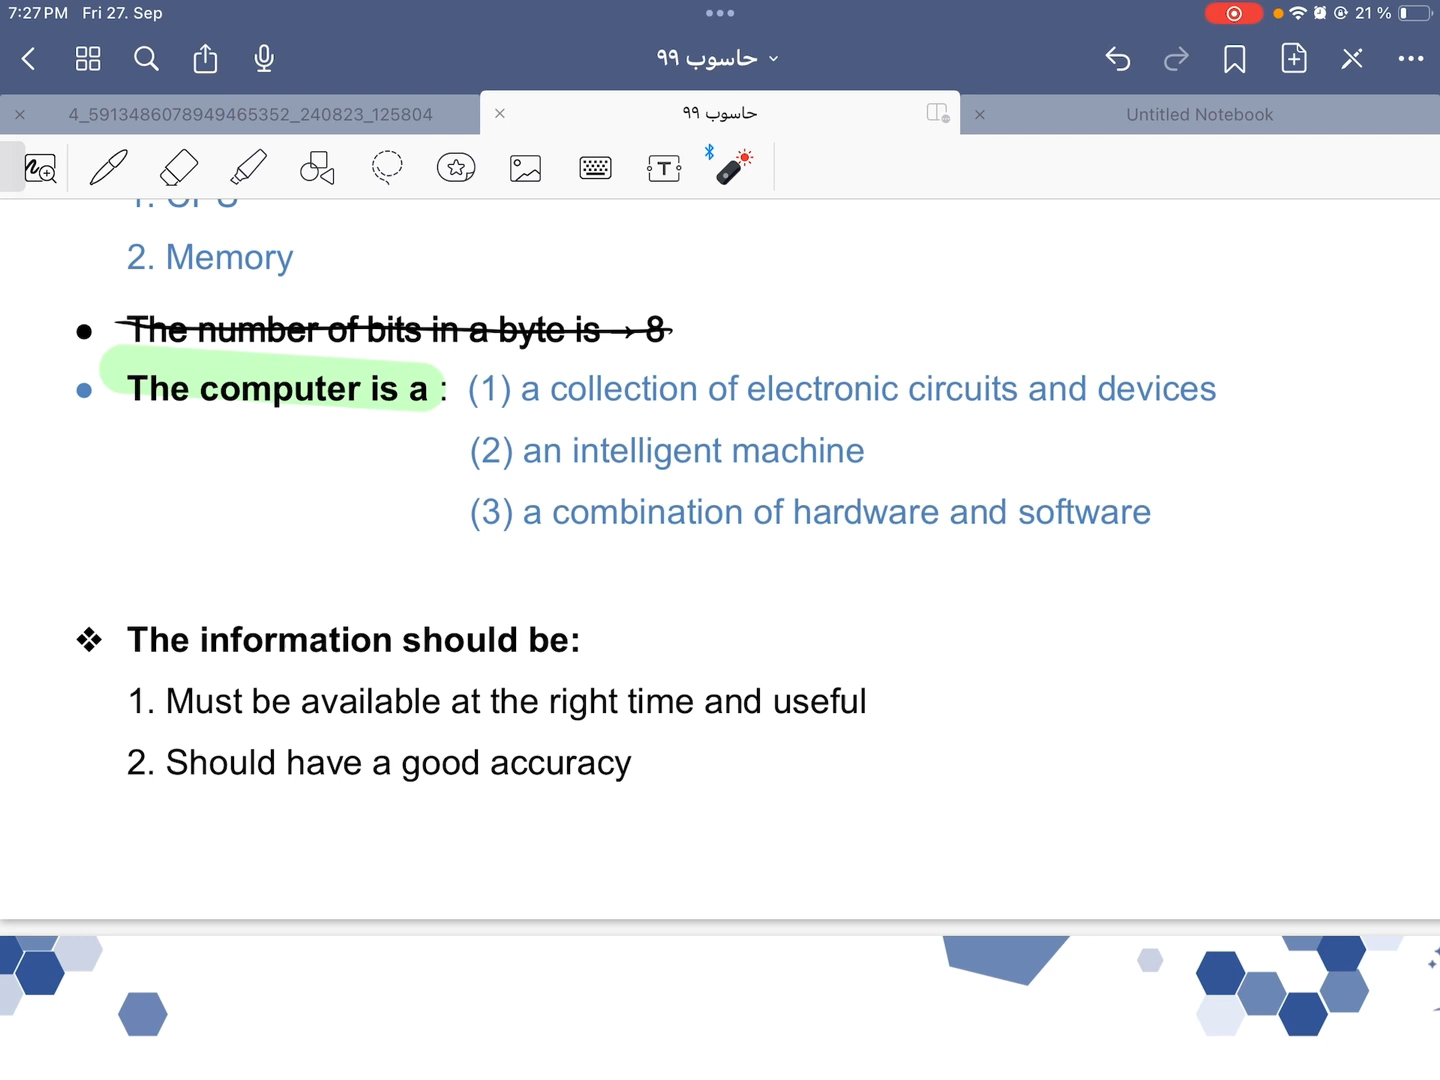 7:27 PM Fri 27. Sep
21 %
حاسوب ٩٩
4_5913486078949465352_240823_125804
حاسوب ٩٩
Untitled Notebook
2. Memory
● The number of bits in a byte is → 8
● The computer is a : (1) a collection of electronic circuits and devices
(2) an intelligent machine
(3) a combination of hardware and software
❖ The information should be:
1. Must be available at the right time and useful
2. Should have a good accuracy